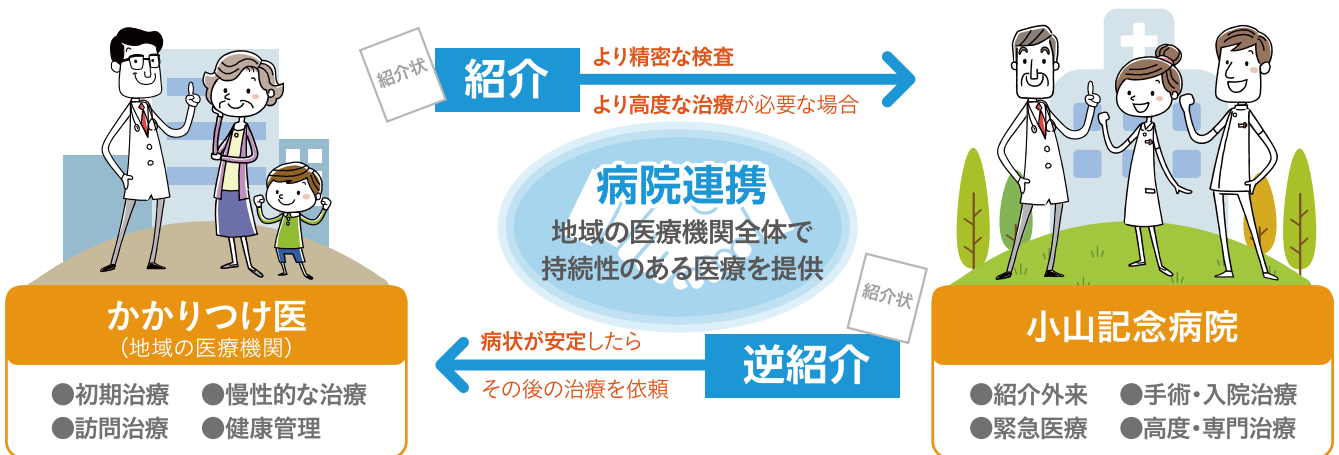 紹介状
紹介
より精密な検査
より高度な治療が必要な場合
病院連携
地域の医療機関全体で
持続性のある医療を提供
かかりつけ医
（地域の医療機関）
●初期治療 ●慢性的な治療
●訪問治療 ●健康管理
病状が安定したら
その後の治療を依頼
逆紹介
紹介状
小山記念病院
●紹介外来 ●手術・入院治療
●緊急医療 ●高度・専門治療